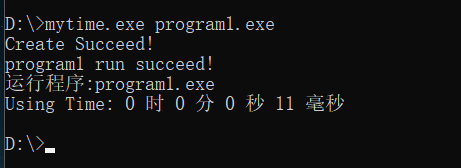 D:\>mytime.exe program1.exe
Create Succeed!
program1 run succeed!
运行程序:program1.exe
Using Time: 0 时 0 分 0 秒 11 毫秒
D:\>